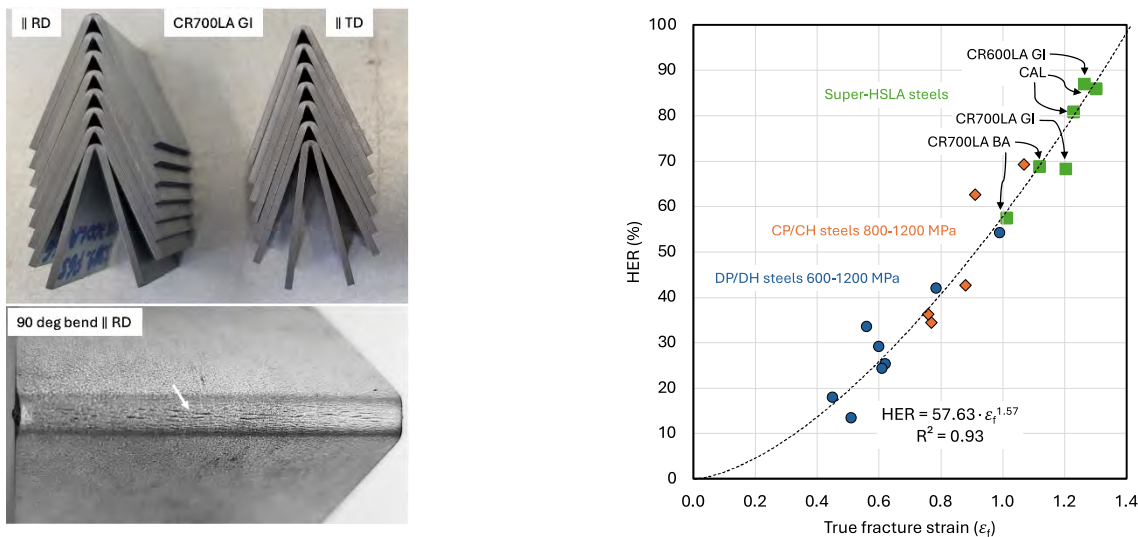 ∥ RD
CR700LA GI
∥ TD
90 deg bend ∥ RD
HER (%)
100
90
80
70
60
50
40
30
20
10
0
0.0 0.2 0.4 0.6 0.8 1.0 1.2 1.4
True fracture strain (εf)
CR600LA GI
CAL
Super-HSLA steels
CR700LA GI
CR700LA BA
CP/CH steels 800-1200 MPa
DP/DH steels 600-1200 MPa
HER = 57.63·εf^1.57
R² = 0.93